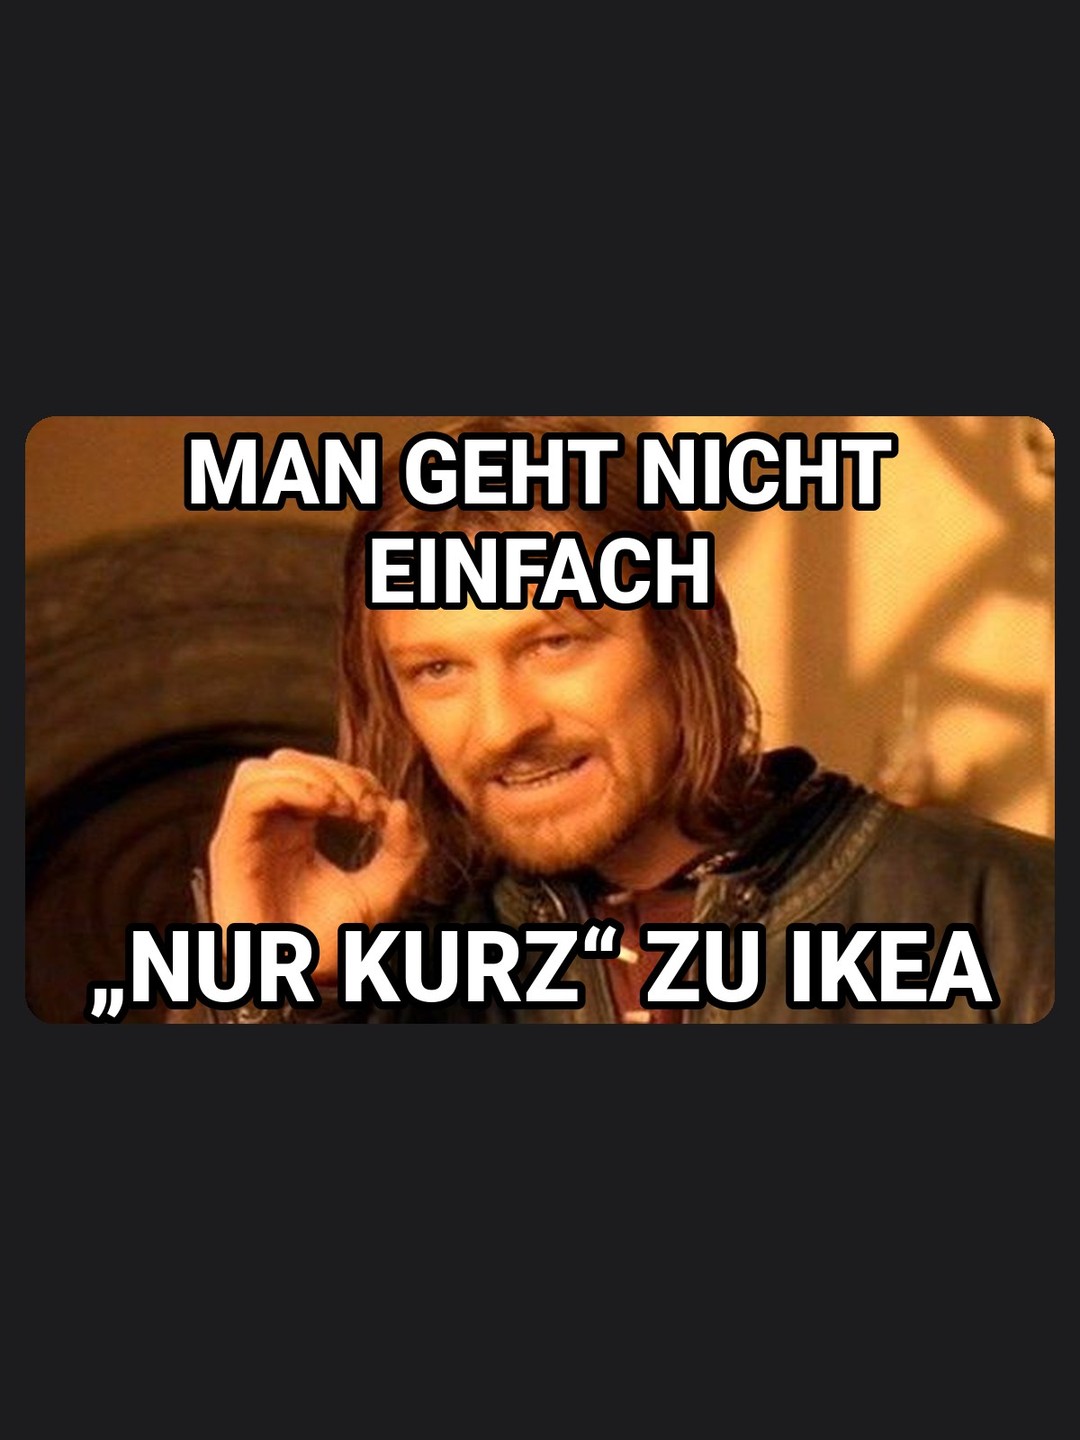 MAN GEHT NICHT
EINFACH
„NUR KURZ“ ZU IKEA